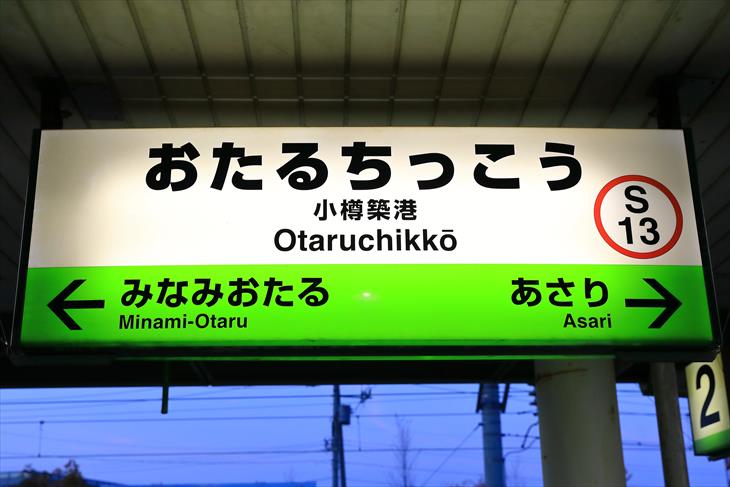 おたるちっこう
小樽築港
Otaruchikkō
S
13
みなみおたる
Minami-Otaru
あさり
Asari
2